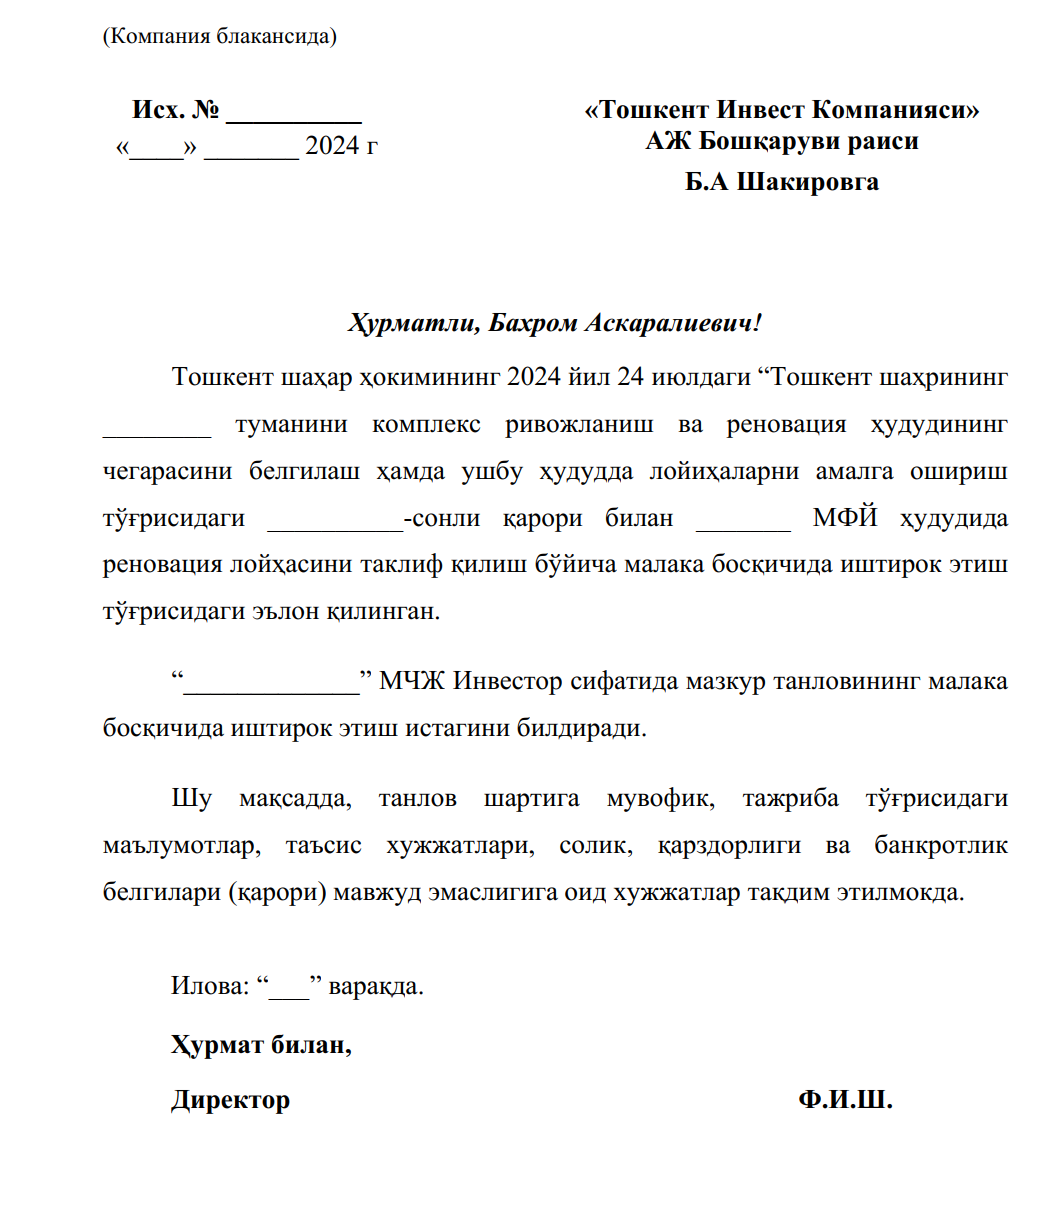 (Компания блакансида)
Исх. № __________
«____» _______ 2024 г
«Тошкент Инвест Компанияси»
АЖ Бошқаруви раиси
Б.А Шакировга
Ҳурматли, Бахром Аскаралиевич!
Тошкент шаҳар ҳокимининг 2024 йил 24 июлдаги “Тошкент шаҳрининг
________ туманини комплекс ривожланиш ва реновация ҳудудининг
чегарасини белгилаш ҳамда ушбу ҳудудда лойиҳаларни амалга ошириш
тўғрисидаги __________-сонли қарори билан _______ МФЙ ҳудудида
реновация лойҳасини таклиф қилиш бўйича малака босқичида иштирок этиш
тўғрисидаги эълон қилинган.
“_____________” МЧЖ Инвестор сифатида мазкур танловининг малака
босқичида иштирок этиш истагини билдиради.
Шу мақсадда, танлов шартига мувофик, тажриба тўғрисидаги
маълумотлар, таъсис хужжатлари, солик, қарздорлиги ва банкротлик
белгилари (қарори) мавжуд эмаслигига оид хужжатлар тақдим этилмокда.
Илова: “___” варақда.
Ҳурмат билан,
Директор Ф.И.Ш.